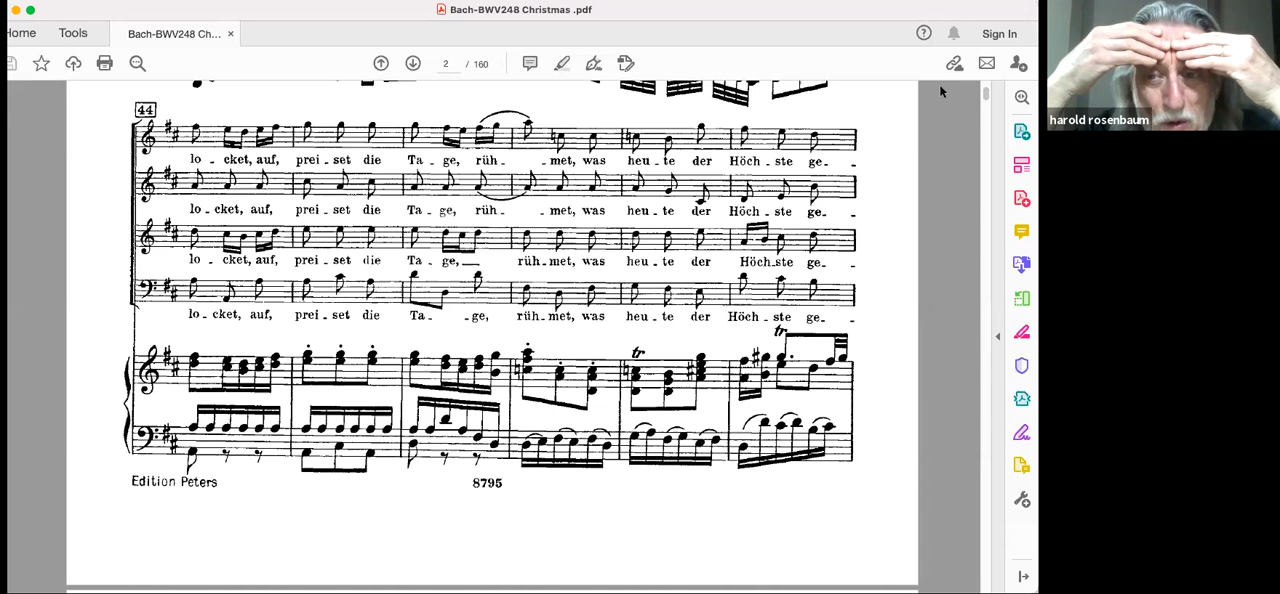 Bach-BWV248 Christmas .pdf
Home
Tools
Bach-BWV248 Ch... ×
Sign In
2 / 160
harold rosenbaum
44
lo - cket, auf, prei - set die Ta - ge, rüh - - met, was heu - te der Höch - ste ge -
lo - cket, auf, prei - set die Ta - ge, rüh - - met, was heu - te der Höch - ste ge -
lo - cket, auf, prei - set die Ta - ge, rüh - met, was heu - te der Höch - ste ge -
lo - cket, auf, prei - set die Ta - ge, rüh - met, was heu - te der Höch - ste ge -
tr
tr
Edition Peters 8795